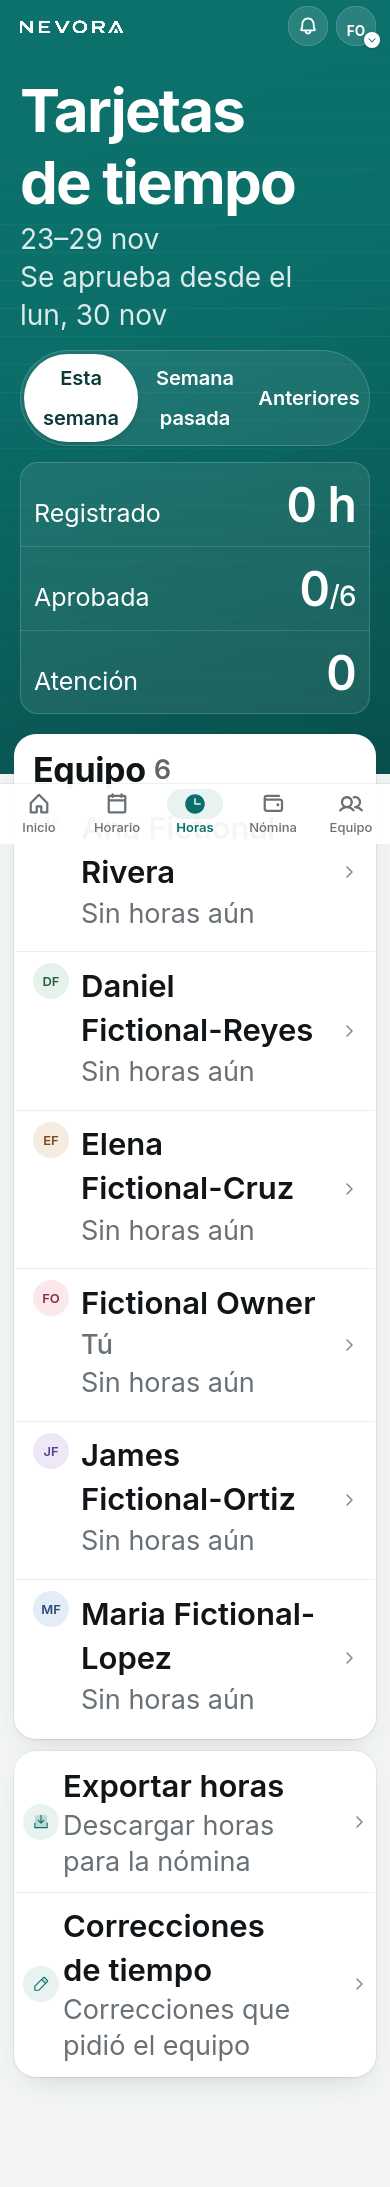 NEVORA
FO
Tarjetas
de tiempo
23–29 nov
Se aprueba desde el
lun, 30 nov
Esta
semana
Semana
pasada
Anteriores
Registrado 0 h
Aprobada 0/6
Atención 0
Equipo 6
Inicio Horario Horas Nómina Equipo
Rivera
Sin horas aún
DF Daniel
Fictional-Reyes
Sin horas aún
EF Elena
Fictional-Cruz
Sin horas aún
FO Fictional Owner
Tú
Sin horas aún
JF James
Fictional-Ortiz
Sin horas aún
MF Maria Fictional-
Lopez
Sin horas aún
Exportar horas
Descargar horas
para la nómina
Correcciones
de tiempo
Correcciones que
pidió el equipo